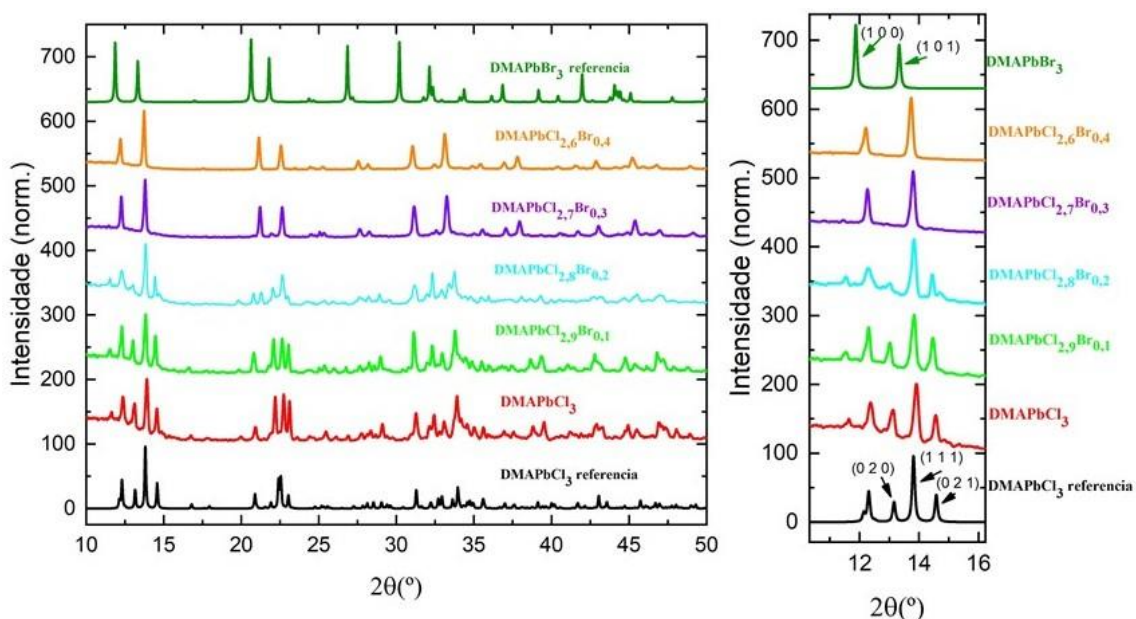 700
600
500
400
300
200
100
0
Intensidade (norm.)
DMAPbBr3 referencia
DMAPbCl2,6Br0,4
DMAPbCl2,7Br0,3
DMAPbCl2,8Br0,2
DMAPbCl2,9Br0,1
DMAPbCl3
DMAPbCl3 referencia
10 15 20 25 30 35 40 45 50
2θ(º)
700
600
500
400
300
200
100
0
Intensidade (norm.)
(1 0 0)
(1 0 1)
(0 2 0)
(1 1 1)
(0 2 1)
DMAPbBr3
DMAPbCl2,6Br0,4
DMAPbCl2,7Br0,3
DMAPbCl2,8Br0,2
DMAPbCl2,9Br0,1
DMAPbCl3
DMAPbCl3 referencia
12 14 16
2θ(º)